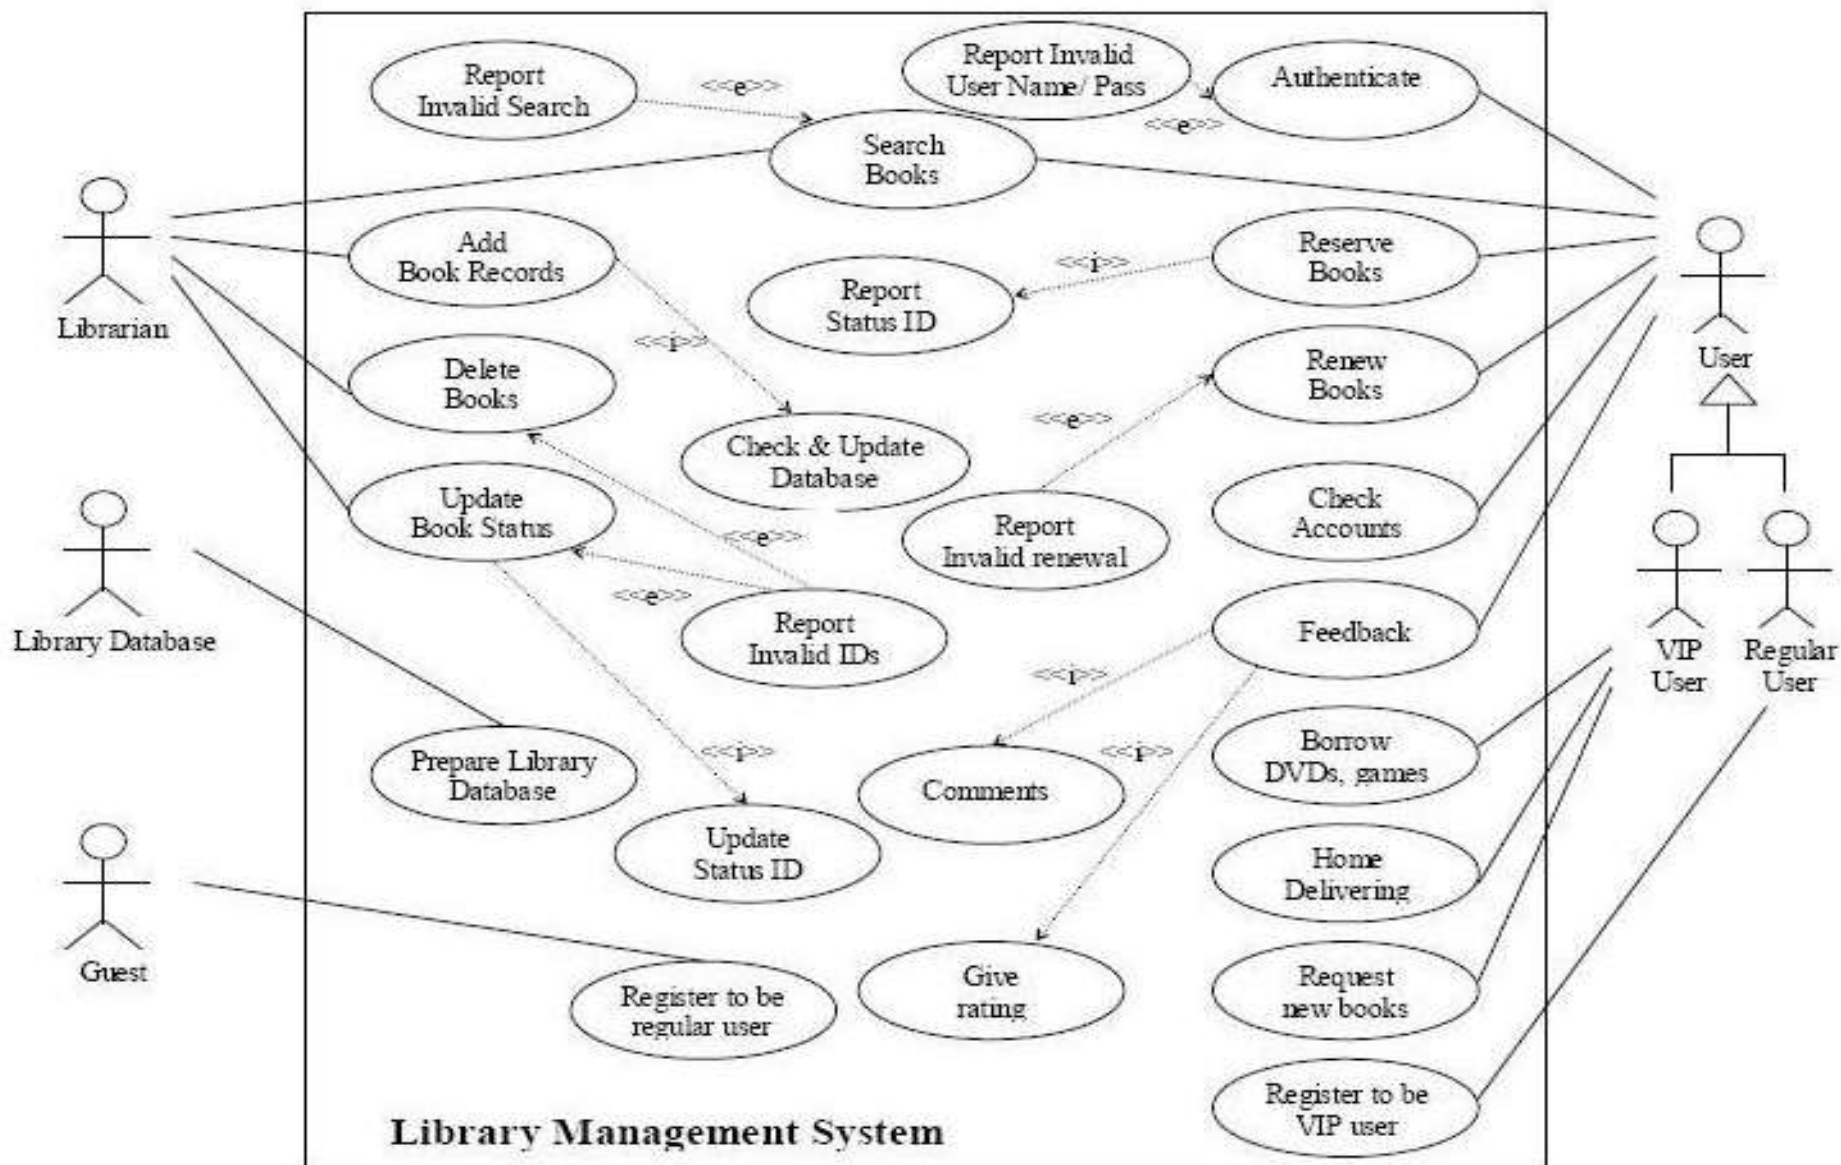 Report
Invalid Search
<<e>>
Report Invalid
User Name/ Pass
<<e>>
Authenticate
Search
Books
Librarian
Add
Book Records
<<i>>
Report
Status ID
<<i>>
Reserve
Books
User
Delete
Books
Check & Update
Database
<<e>>
Renew
Books
Update
Book Status
<<e>>
<<e>>
Report
Invalid renewal
Check
Accounts
Library Database
Report
Invalid IDs
Feedback
VIP
User
Regular
User
<<i>>
<<i>>
<<i>>
Prepare Library
Database
Update
Status ID
Comments
Borrow
DVDs, games
Home
Delivering
Guest
Register to be
regular user
Give
rating
Request
new books
Register to be
VIP user
Library Management System